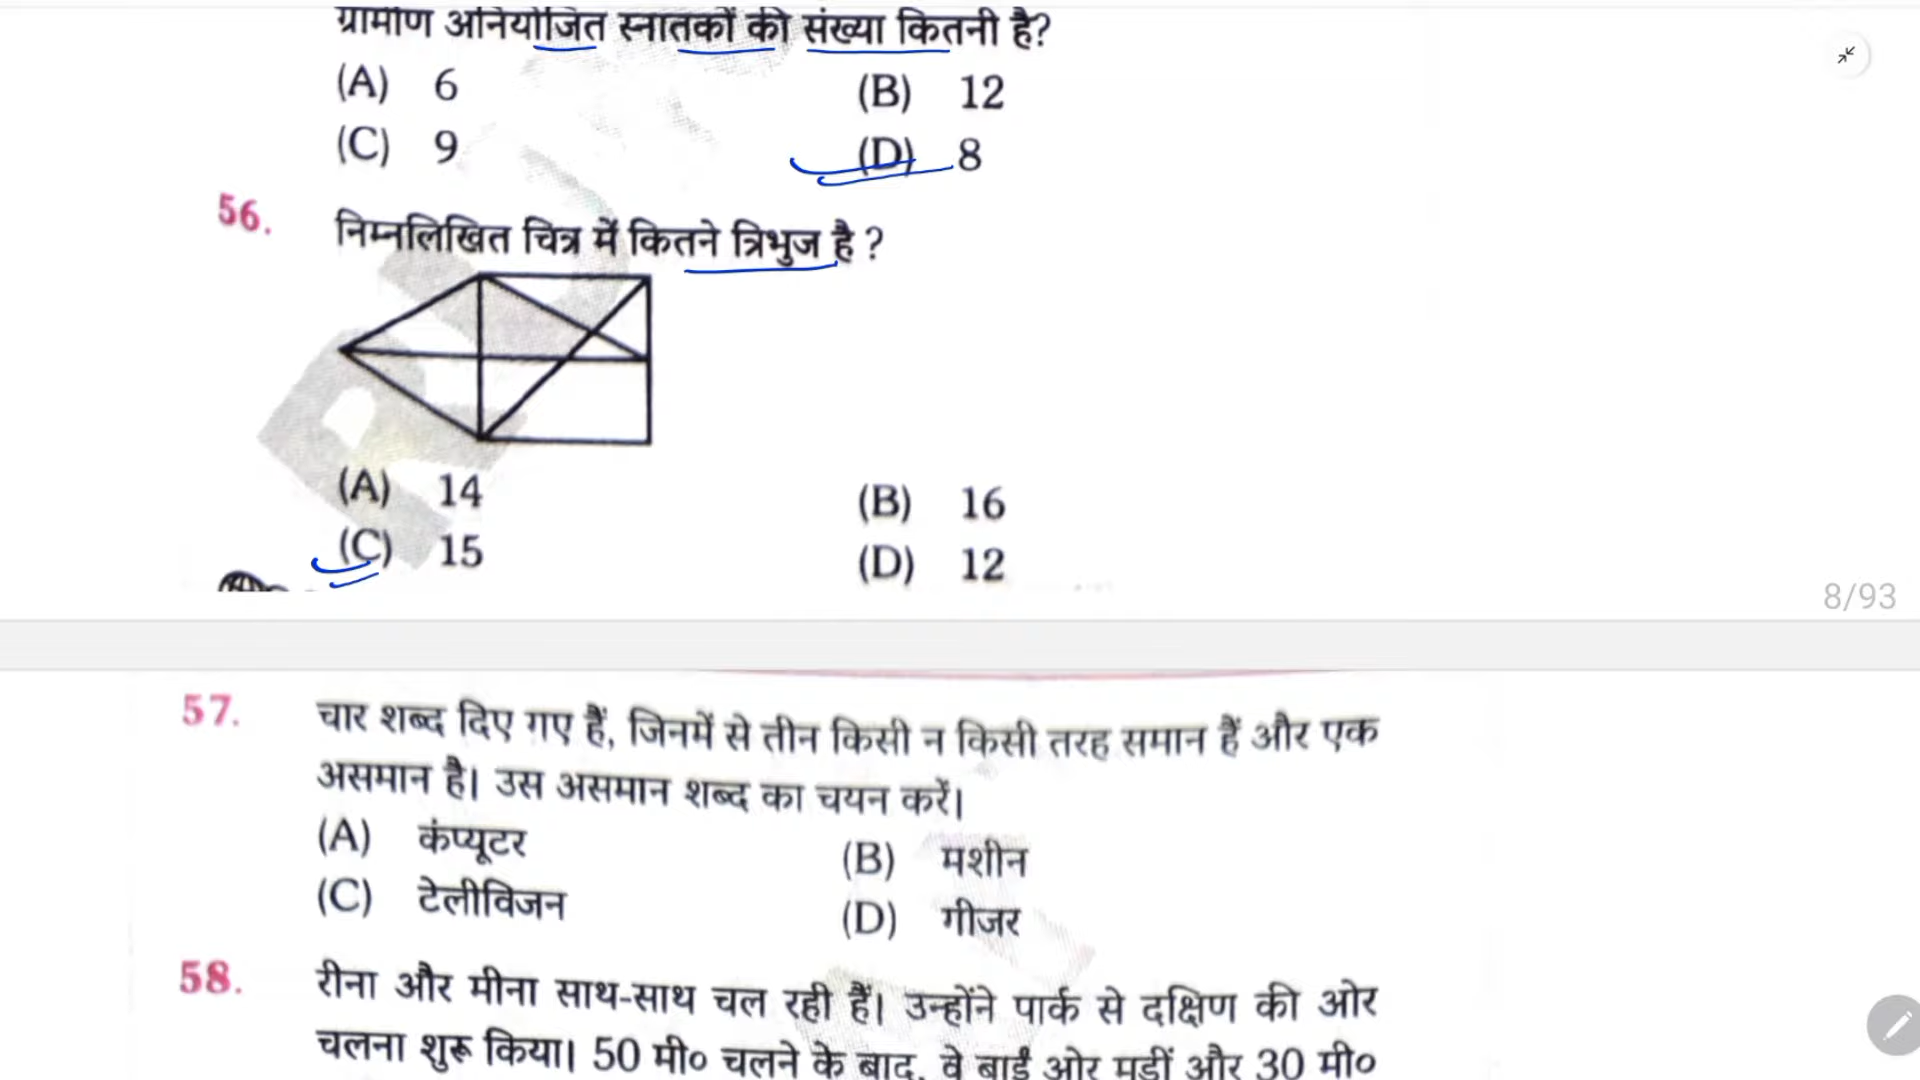 ग्रामीण अनियोजित स्नातकों की संख्या कितनी है?
(A) 6 (B) 12
(C) 9 (D) 8
56. निम्नलिखित चित्र में कितने त्रिभुज है ?
(A) 14 (B) 16
(C) 15 (D) 12
8/93
57. चार शब्द दिए गए हैं, जिनमें से तीन किसी न किसी तरह समान हैं और एक
असमान है। उस असमान शब्द का चयन करें।
(A) कंप्यूटर (B) मशीन
(C) टेलीविजन (D) गीजर
58. रीना और मीना साथ-साथ चल रही हैं। उन्होंने पार्क से दक्षिण की ओर
चलना शुरू किया। 50 मी० चलने के बाद, वे बाईं ओर मुड़ीं और 30 मी०